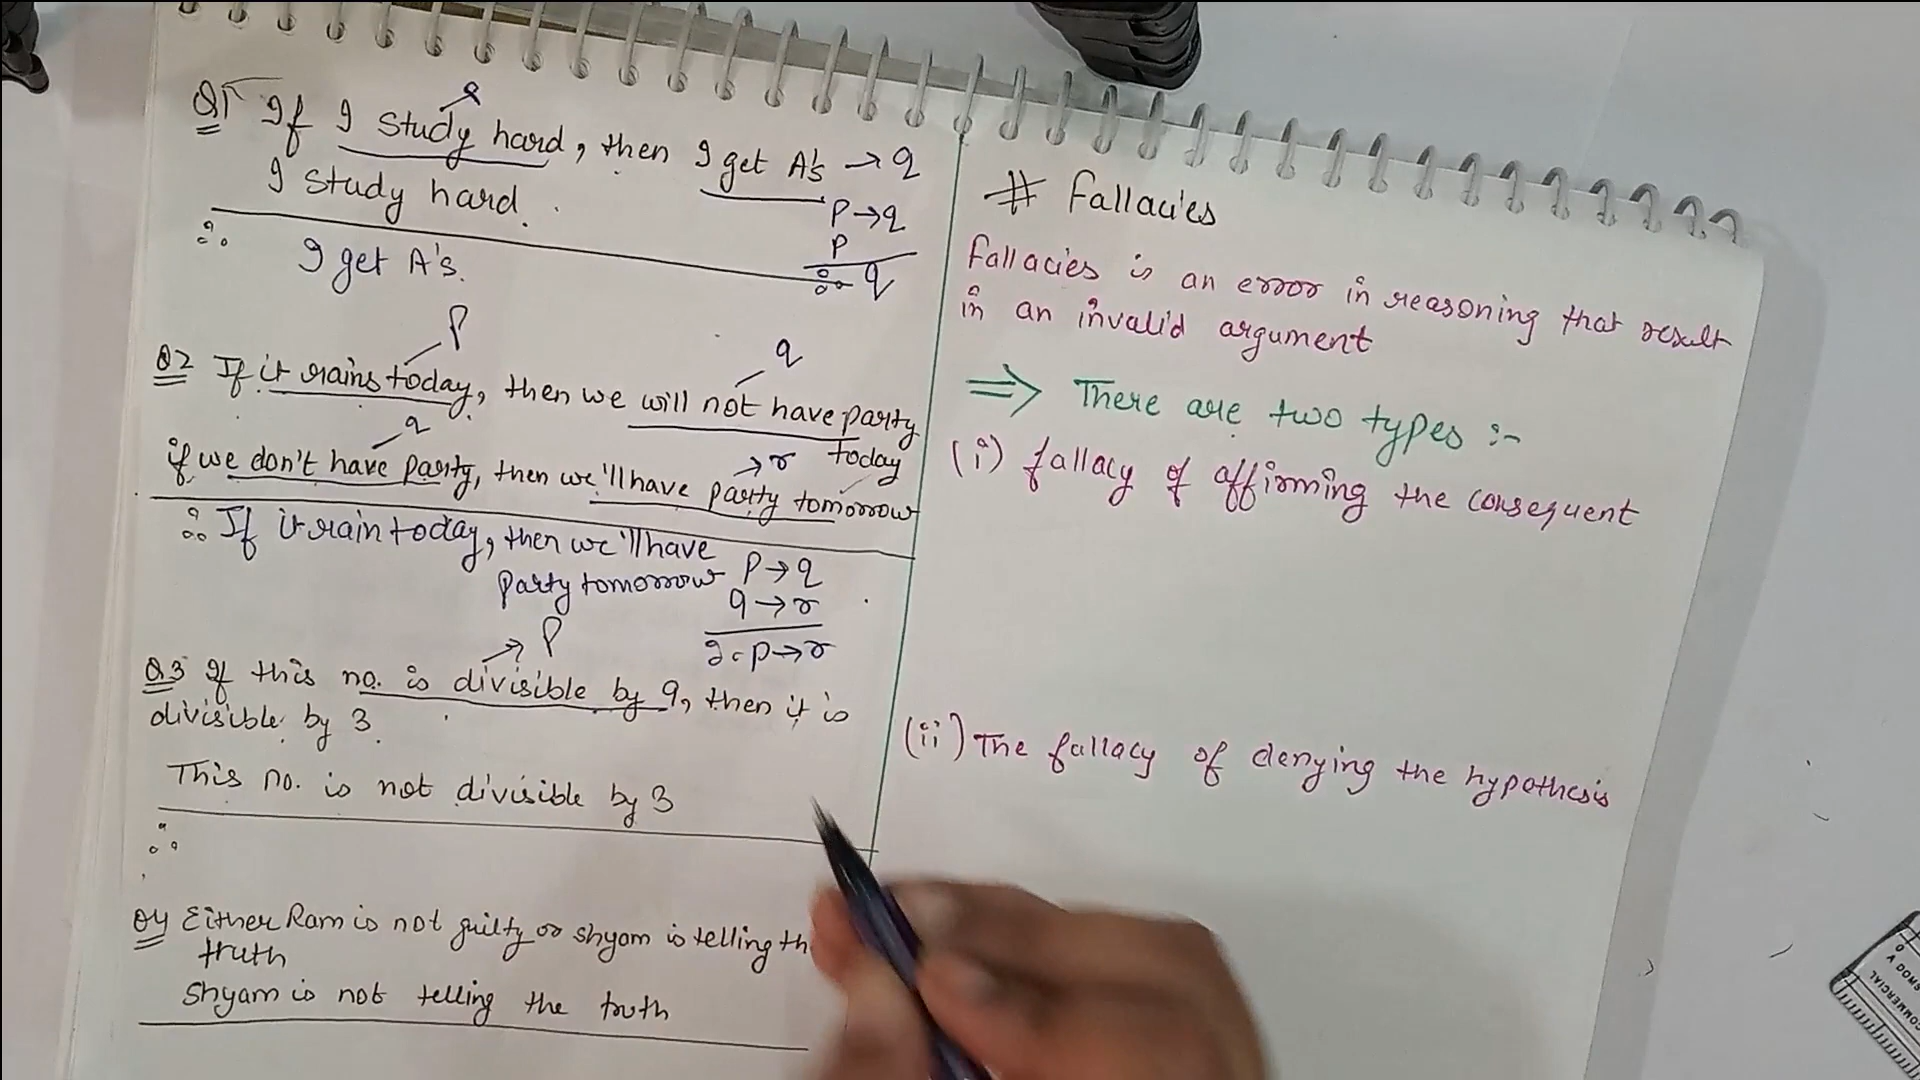 Q1 If I study hard, then I get A's → q
I study hard.
p→q
p
∴ q
∴ I get A's.
p
q
Q2 If it rains today, then we will not have party
today
q
→r
if we don't have party, then we'll have party tomorrow
∴ If it rain today, then we'll have
party tomorrow
p→q
q→r
∴ p→r
→ p
Q3 If this no. is divisible by 9, then it is
divisible by 3.
This no. is not divisible by 3
∴
Q4 Either Ram is not guilty or shyam is telling th
truth
Shyam is not telling the truth
# Fallacies
Fallacies is an error in reasoning that result
in an invalid argument
⇒ There are two types :-
(i) fallacy of affirming the consequent
(ii) The fallacy of denying the hypothesis